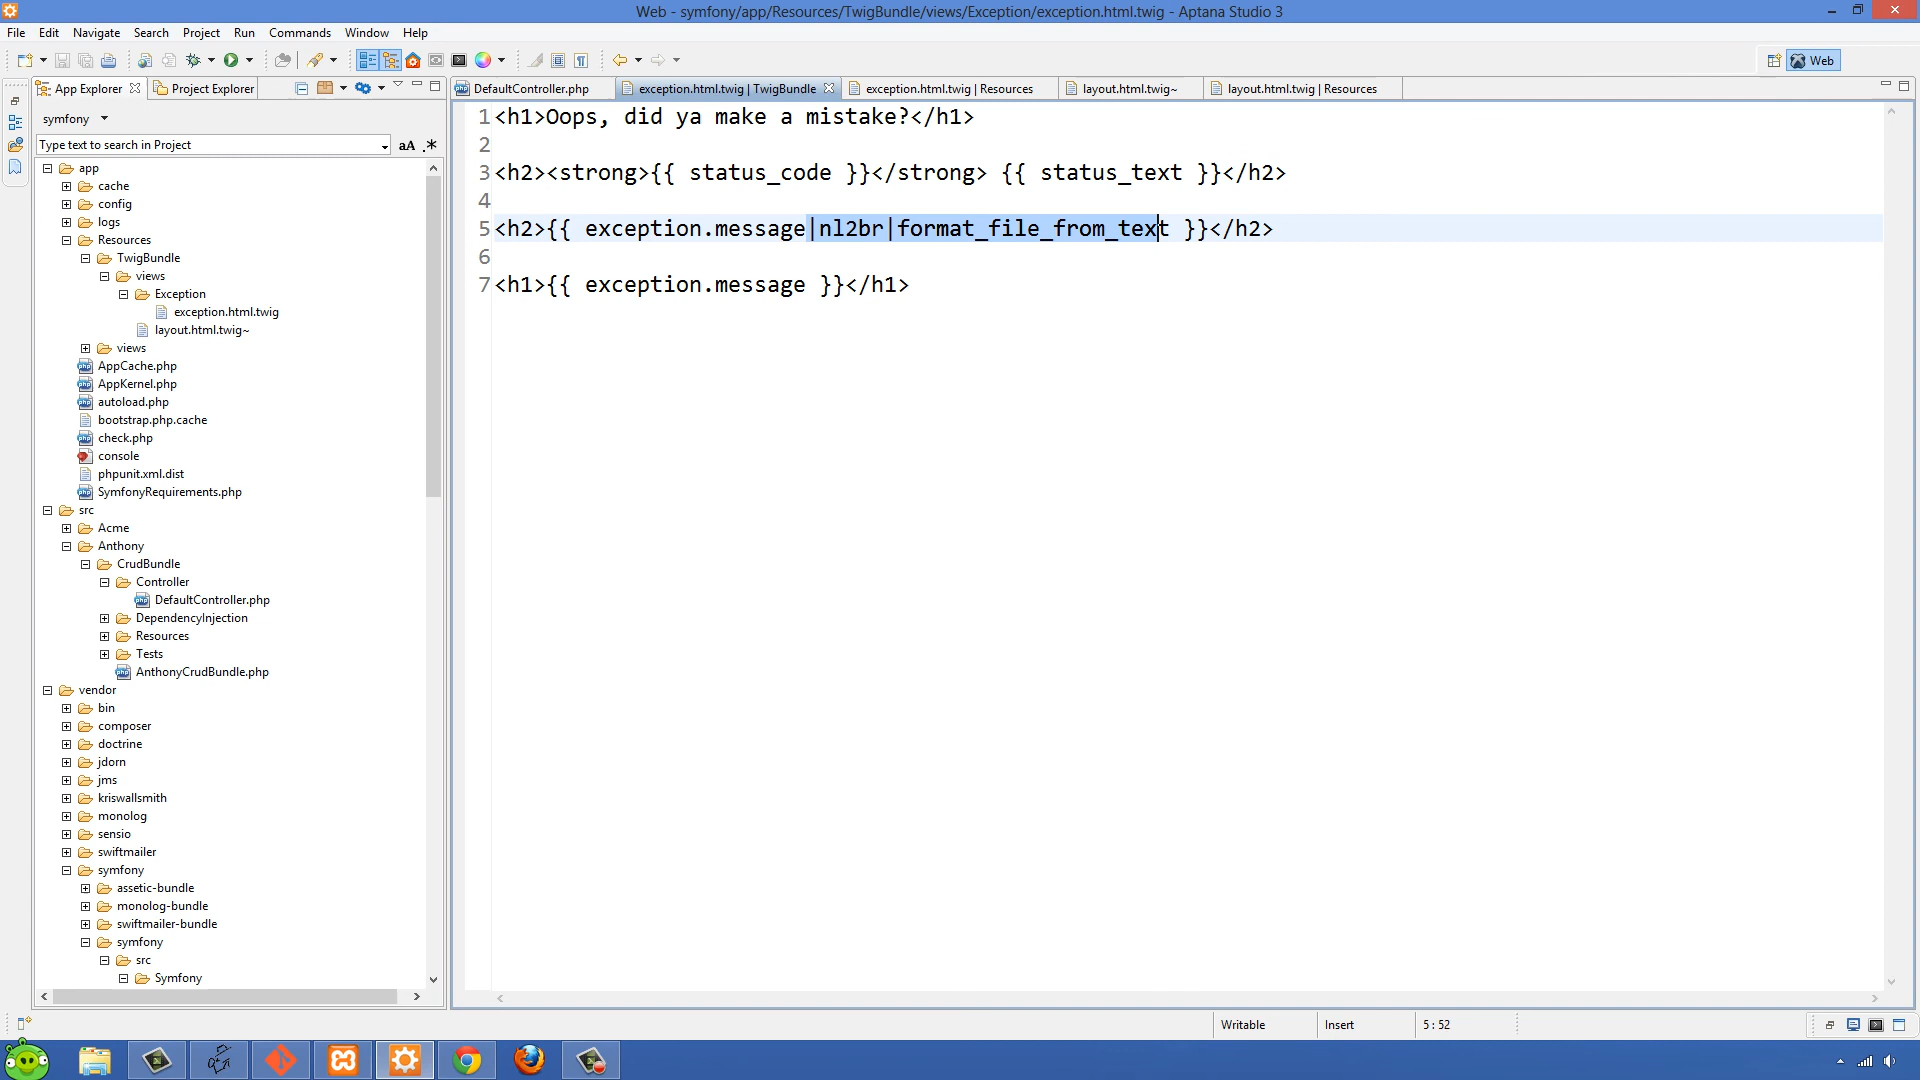 Web - symfony/app/Resources/TwigBundle/views/Exception/exception.html.twig - Aptana Studio 3
File Edit Navigate Search Project Run Commands Window Help
Web
App Explorer Project Explorer
DefaultController.php exception.html.twig | TwigBundle exception.html.twig | Resources layout.html.twig~ layout.html.twig | Resources
symfony
Type text to search in Project aA .*
app
cache
config
logs
Resources
TwigBundle
views
Exception
exception.html.twig
layout.html.twig~
views
AppCache.php
AppKernel.php
autoload.php
bootstrap.php.cache
check.php
console
phpunit.xml.dist
SymfonyRequirements.php
src
Acme
Anthony
CrudBundle
Controller
DefaultController.php
DependencyInjection
Resources
Tests
AnthonyCrudBundle.php
vendor
bin
composer
doctrine
jdorn
jms
kriswallsmith
monolog
sensio
swiftmailer
symfony
assetic-bundle
monolog-bundle
swiftmailer-bundle
symfony
src
Symfony
1 <h1>Oops, did ya make a mistake?</h1>
2
3 <h2><strong>{{ status_code }}</strong> {{ status_text }}</h2>
4
5 <h2>{{ exception.message|nl2br|format_file_from_text }}</h2>
6
7 <h1>{{ exception.message }}</h1>
Writable Insert 5 : 52